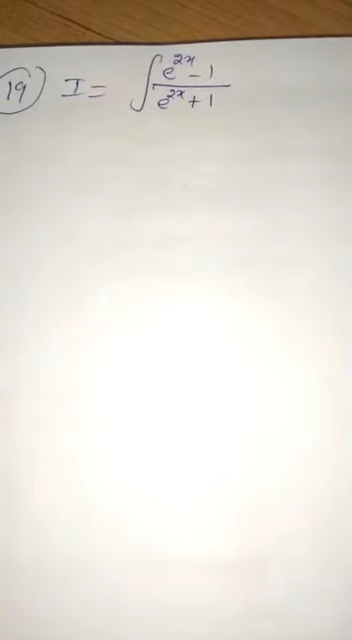 19) I = ∫ e^2x - 1 / e^2x + 1